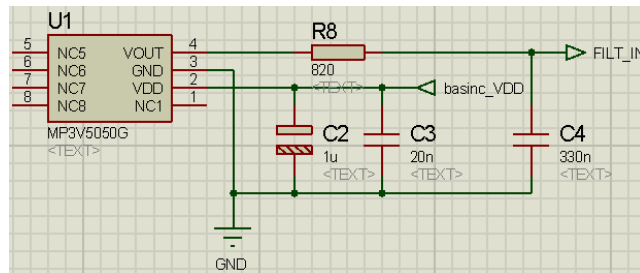 U1
5 NC5 VOUT 4
6 NC6 GND 3
7 NC7 VDD 2
8 NC8 NC1 1
MP3V5050G
<TEXT>
R8
820
<TEXT>
FILT_IN
basinc_VDD
C2
1u
<TEXT>
C3
20n
<TEXT>
C4
330n
<TEXT>
GND